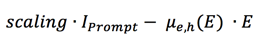 scaling · I_Prompt − μ_e,h(E) · E